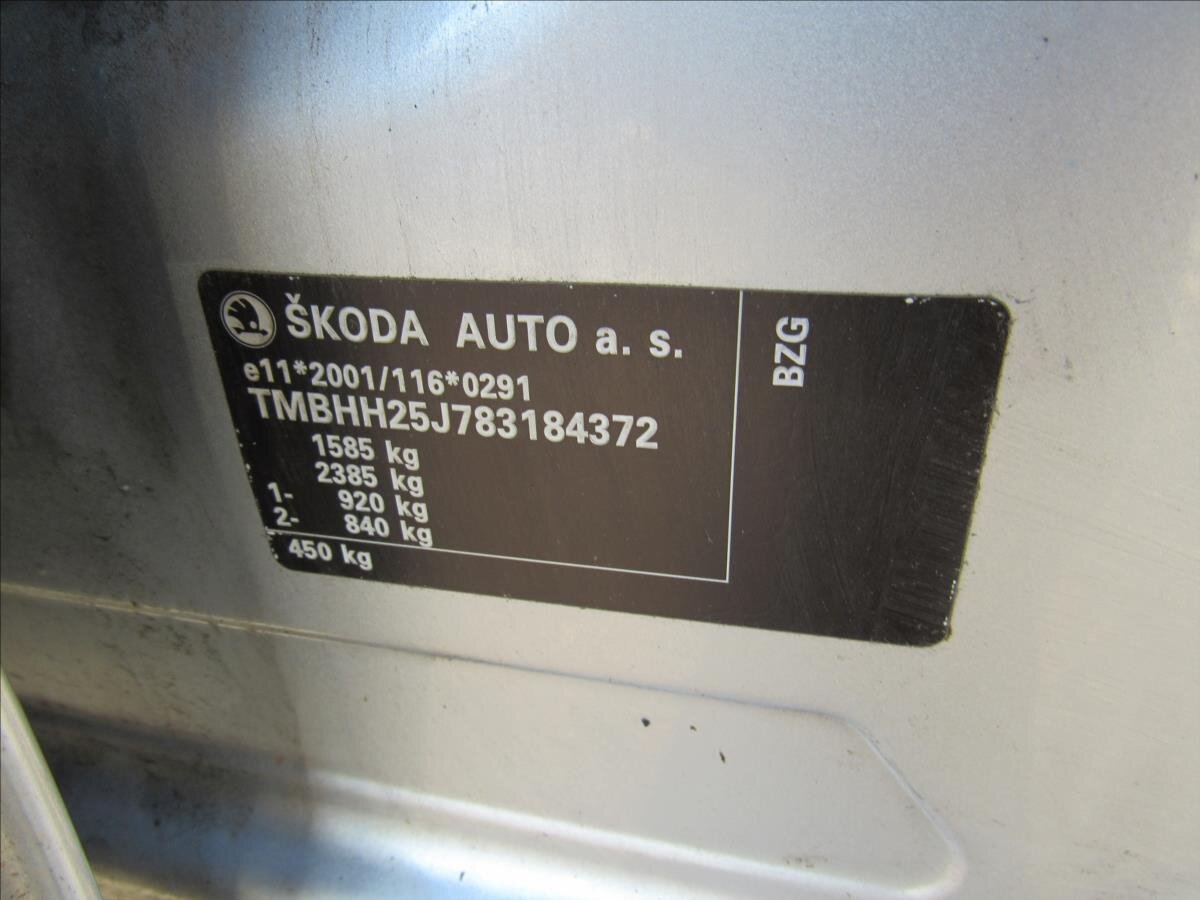 ŠKODA AUTO a. s.
e11*2001/116*0291
TMBHH25J783184372
1585 kg
2385 kg
1- 920 kg
2- 840 kg
450 kg
BZG